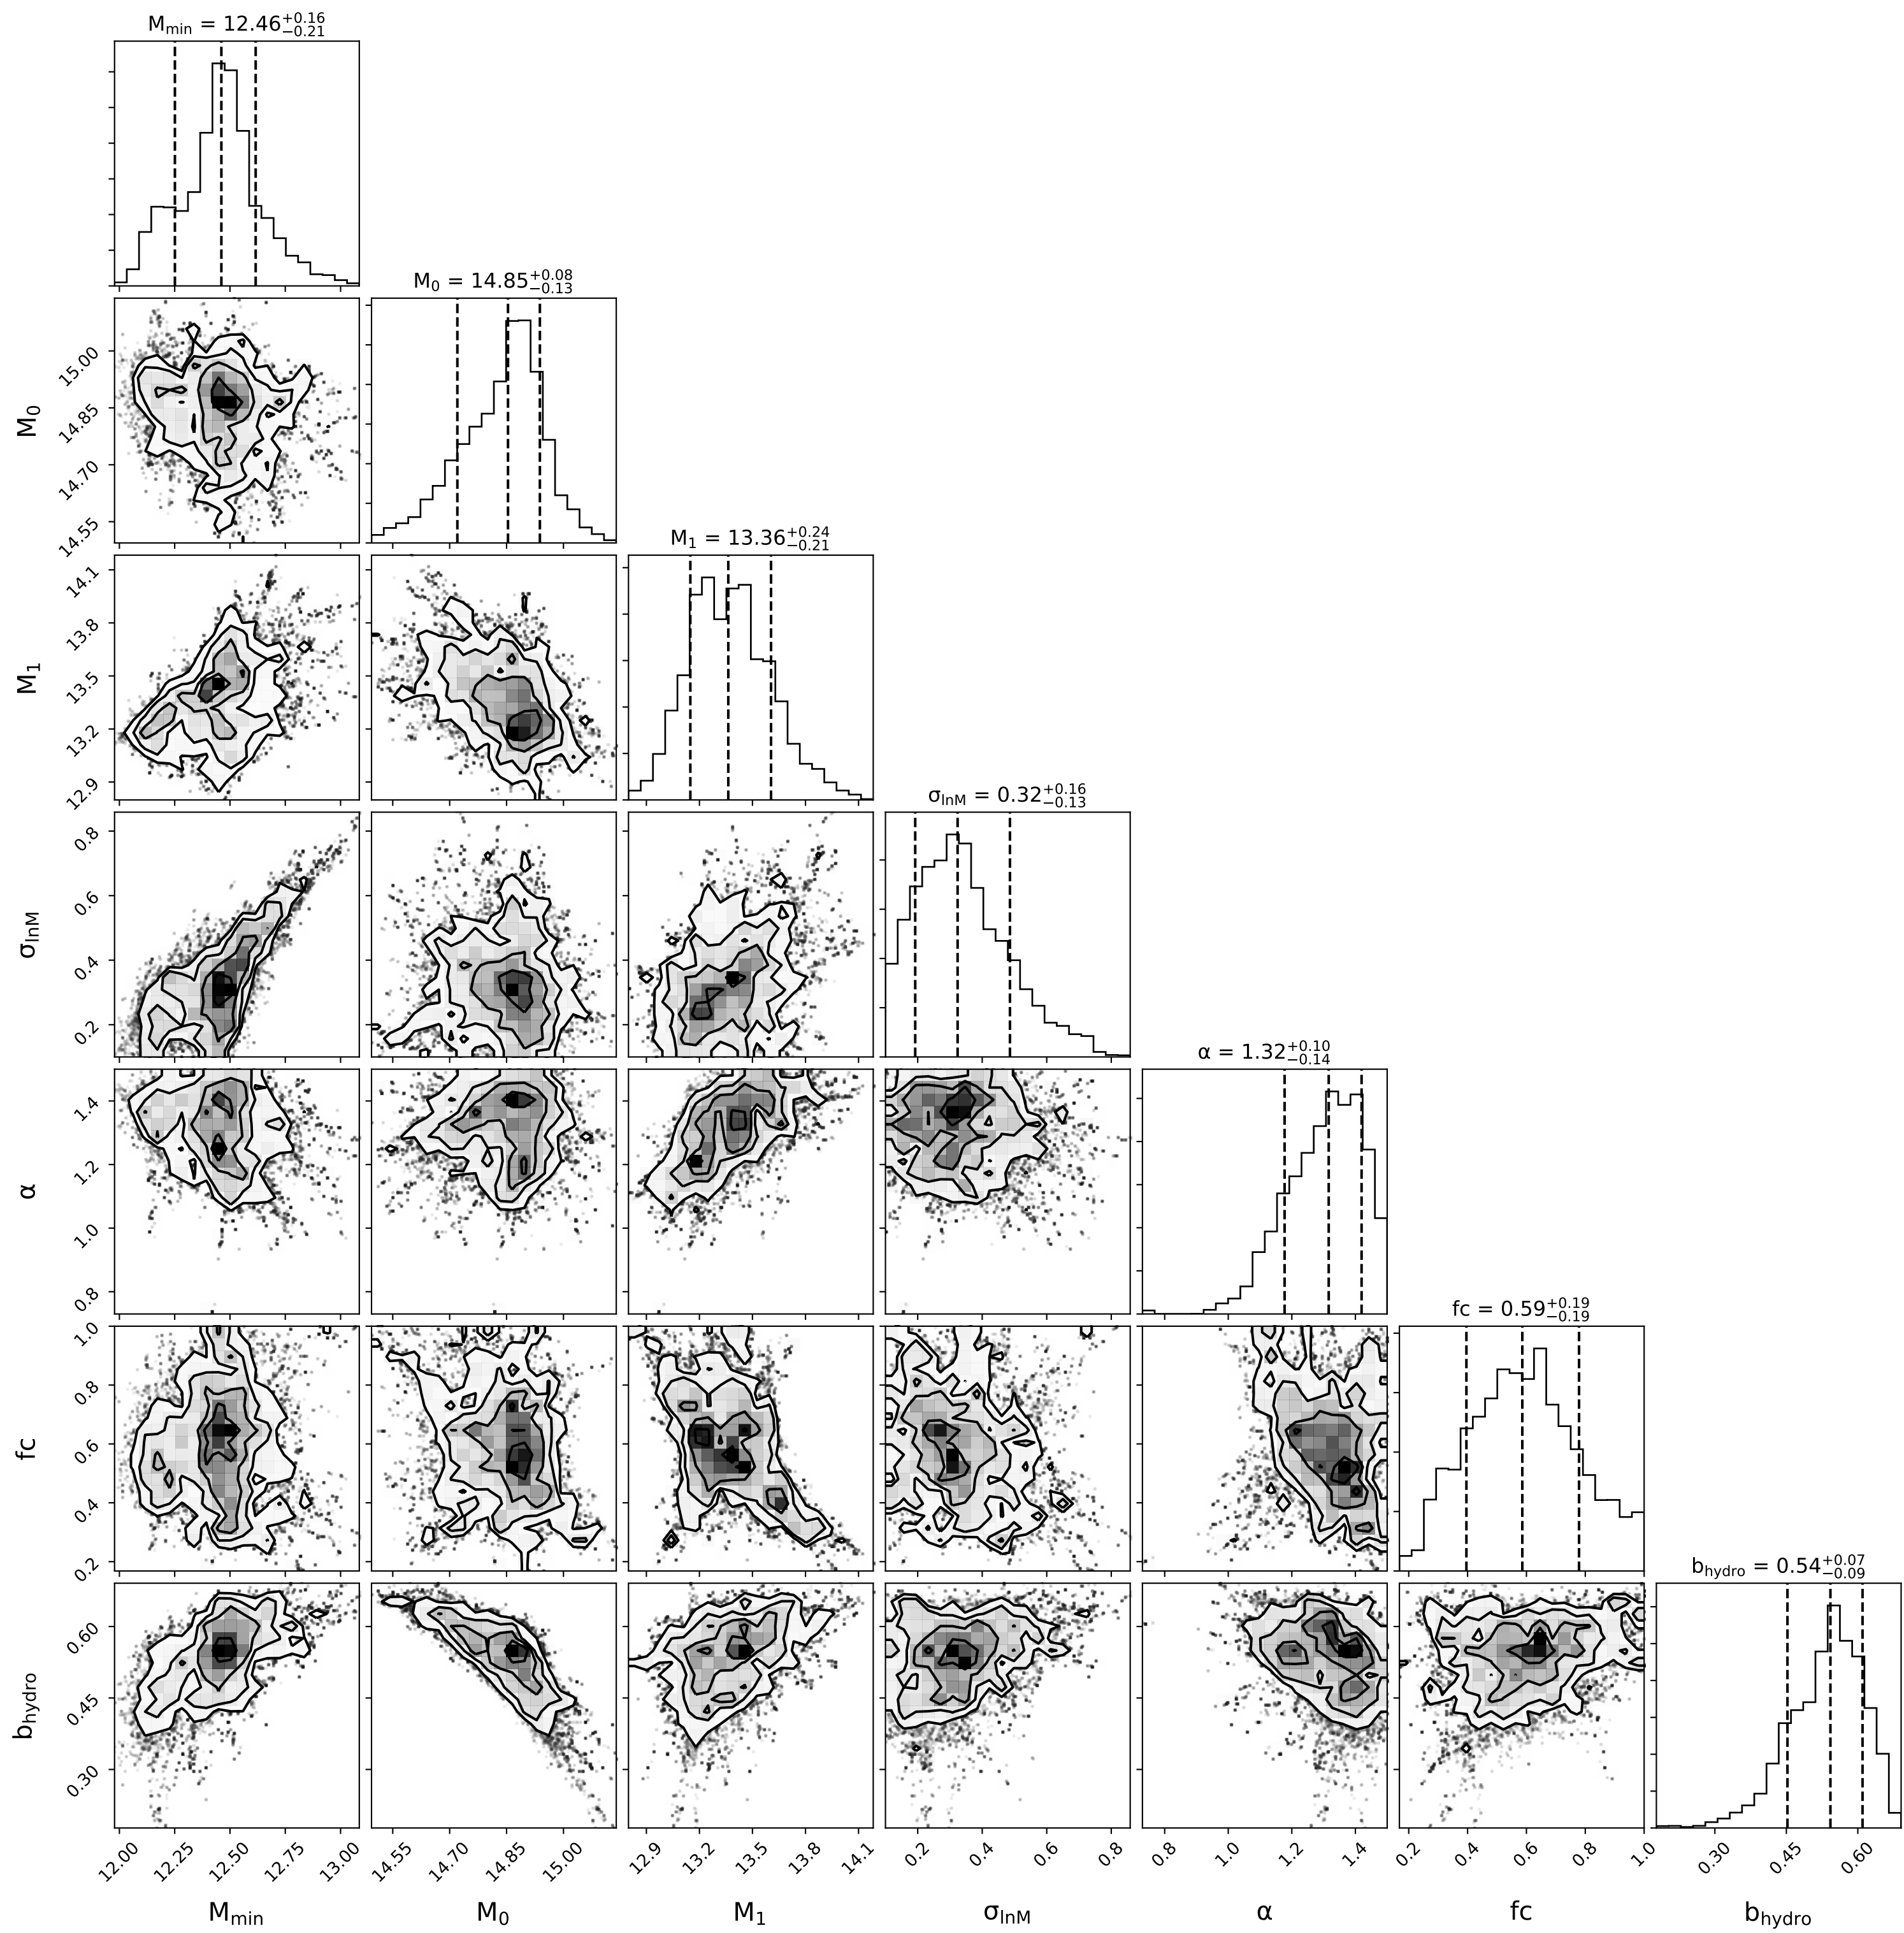 M_min = 12.46 +0.16 −0.21
M_0 = 14.85 +0.08 −0.13
M_0
15.00
14.85
14.70
14.55
M_1 = 13.36 +0.24 −0.21
M_1
14.1
13.8
13.5
13.2
12.9
σ_lnM = 0.32 +0.16 −0.13
σ_lnM
0.8
0.6
0.4
0.2
α = 1.32 +0.10 −0.14
α
1.4
1.2
1.0
0.8
fc = 0.59 +0.19 −0.19
fc
1.0
0.8
0.6
0.4
0.2
b_hydro = 0.54 +0.07 −0.09
b_hydro
0.60
0.45
0.30
12.00 12.25 12.50 12.75 13.00 14.55 14.70 14.85 15.00 12.9 13.2 13.5 13.8 14.1 0.2 0.4 0.6 0.8 0.8 1.0 1.2 1.4 0.2 0.4 0.6 0.8 1.0 0.30 0.45 0.60
M_min M_0 M_1 σ_lnM α fc b_hydro